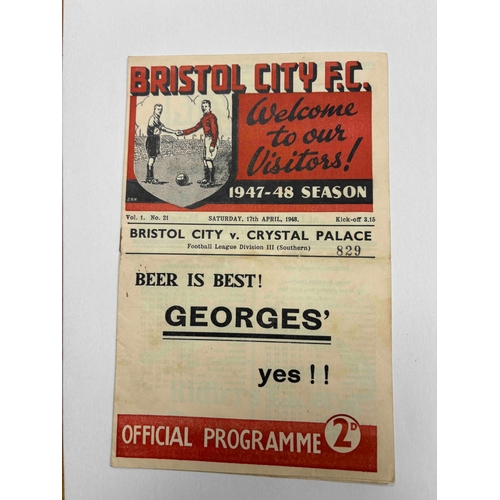 BRISTOL CITY F.C.
Welcome
to our
Visitors!
1947-48 SEASON
Vol. 1. No. 21 SATURDAY, 17th APRIL, 1948. Kick-off 3.15
BRISTOL CITY v. CRYSTAL PALACE
Football League Division III (Southern)
829
BEER IS BEST!
GEORGES'
yes !!
OFFICIAL PROGRAMME 2D